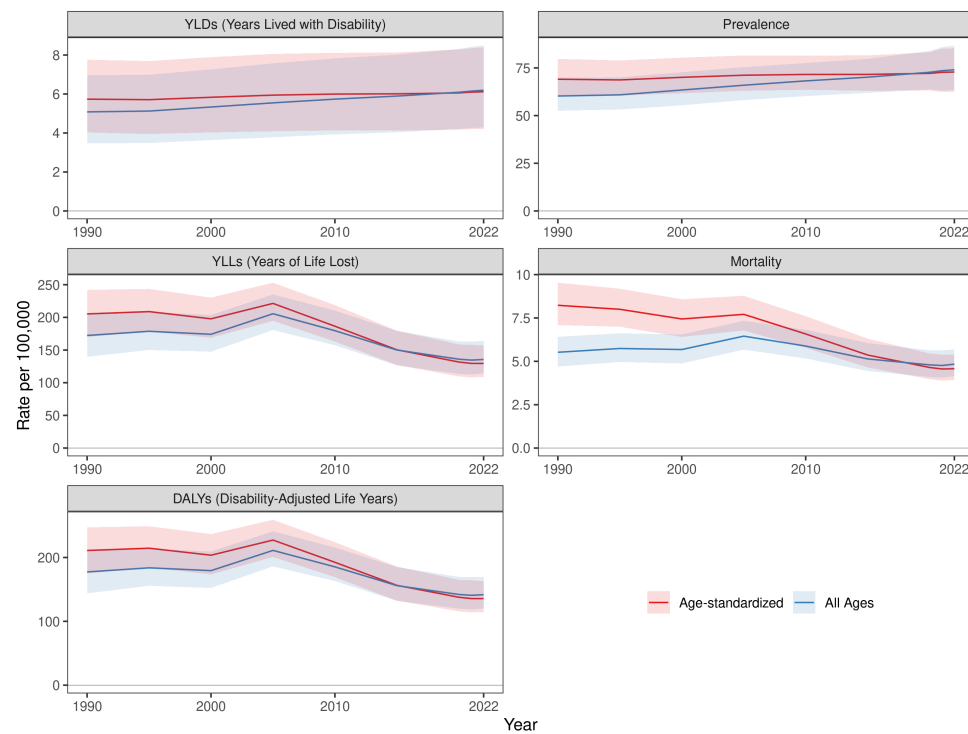 YLDs (Years Lived with Disability)
Prevalence
8
6
4
2
0
1990 2000 2010 2022
75
50
25
0
1990 2000 2010 2022
YLLs (Years of Life Lost)
Mortality
250
200
150
100
50
0
1990 2000 2010 2022
10
7.5
5.0
2.5
0.0
1990 2000 2010 2022
DALYs (Disability-Adjusted Life Years)
200
100
0
1990 2000 2010 2022
Rate per 100,000
Year
Age-standardized All Ages